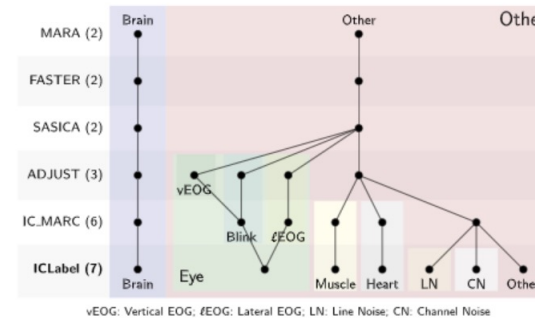 Brain
Other
Othe
MARA (2)
FASTER (2)
SASICA (2)
ADJUST (3)
vEOG
IC_MARC (6)
Blink
ℓEOG
ICLabel (7)
Brain
Eye
Muscle
Heart
LN
CN
Othe
vEOG: Vertical EOG; ℓEOG: Lateral EOG; LN: Line Noise; CN: Channel Noise